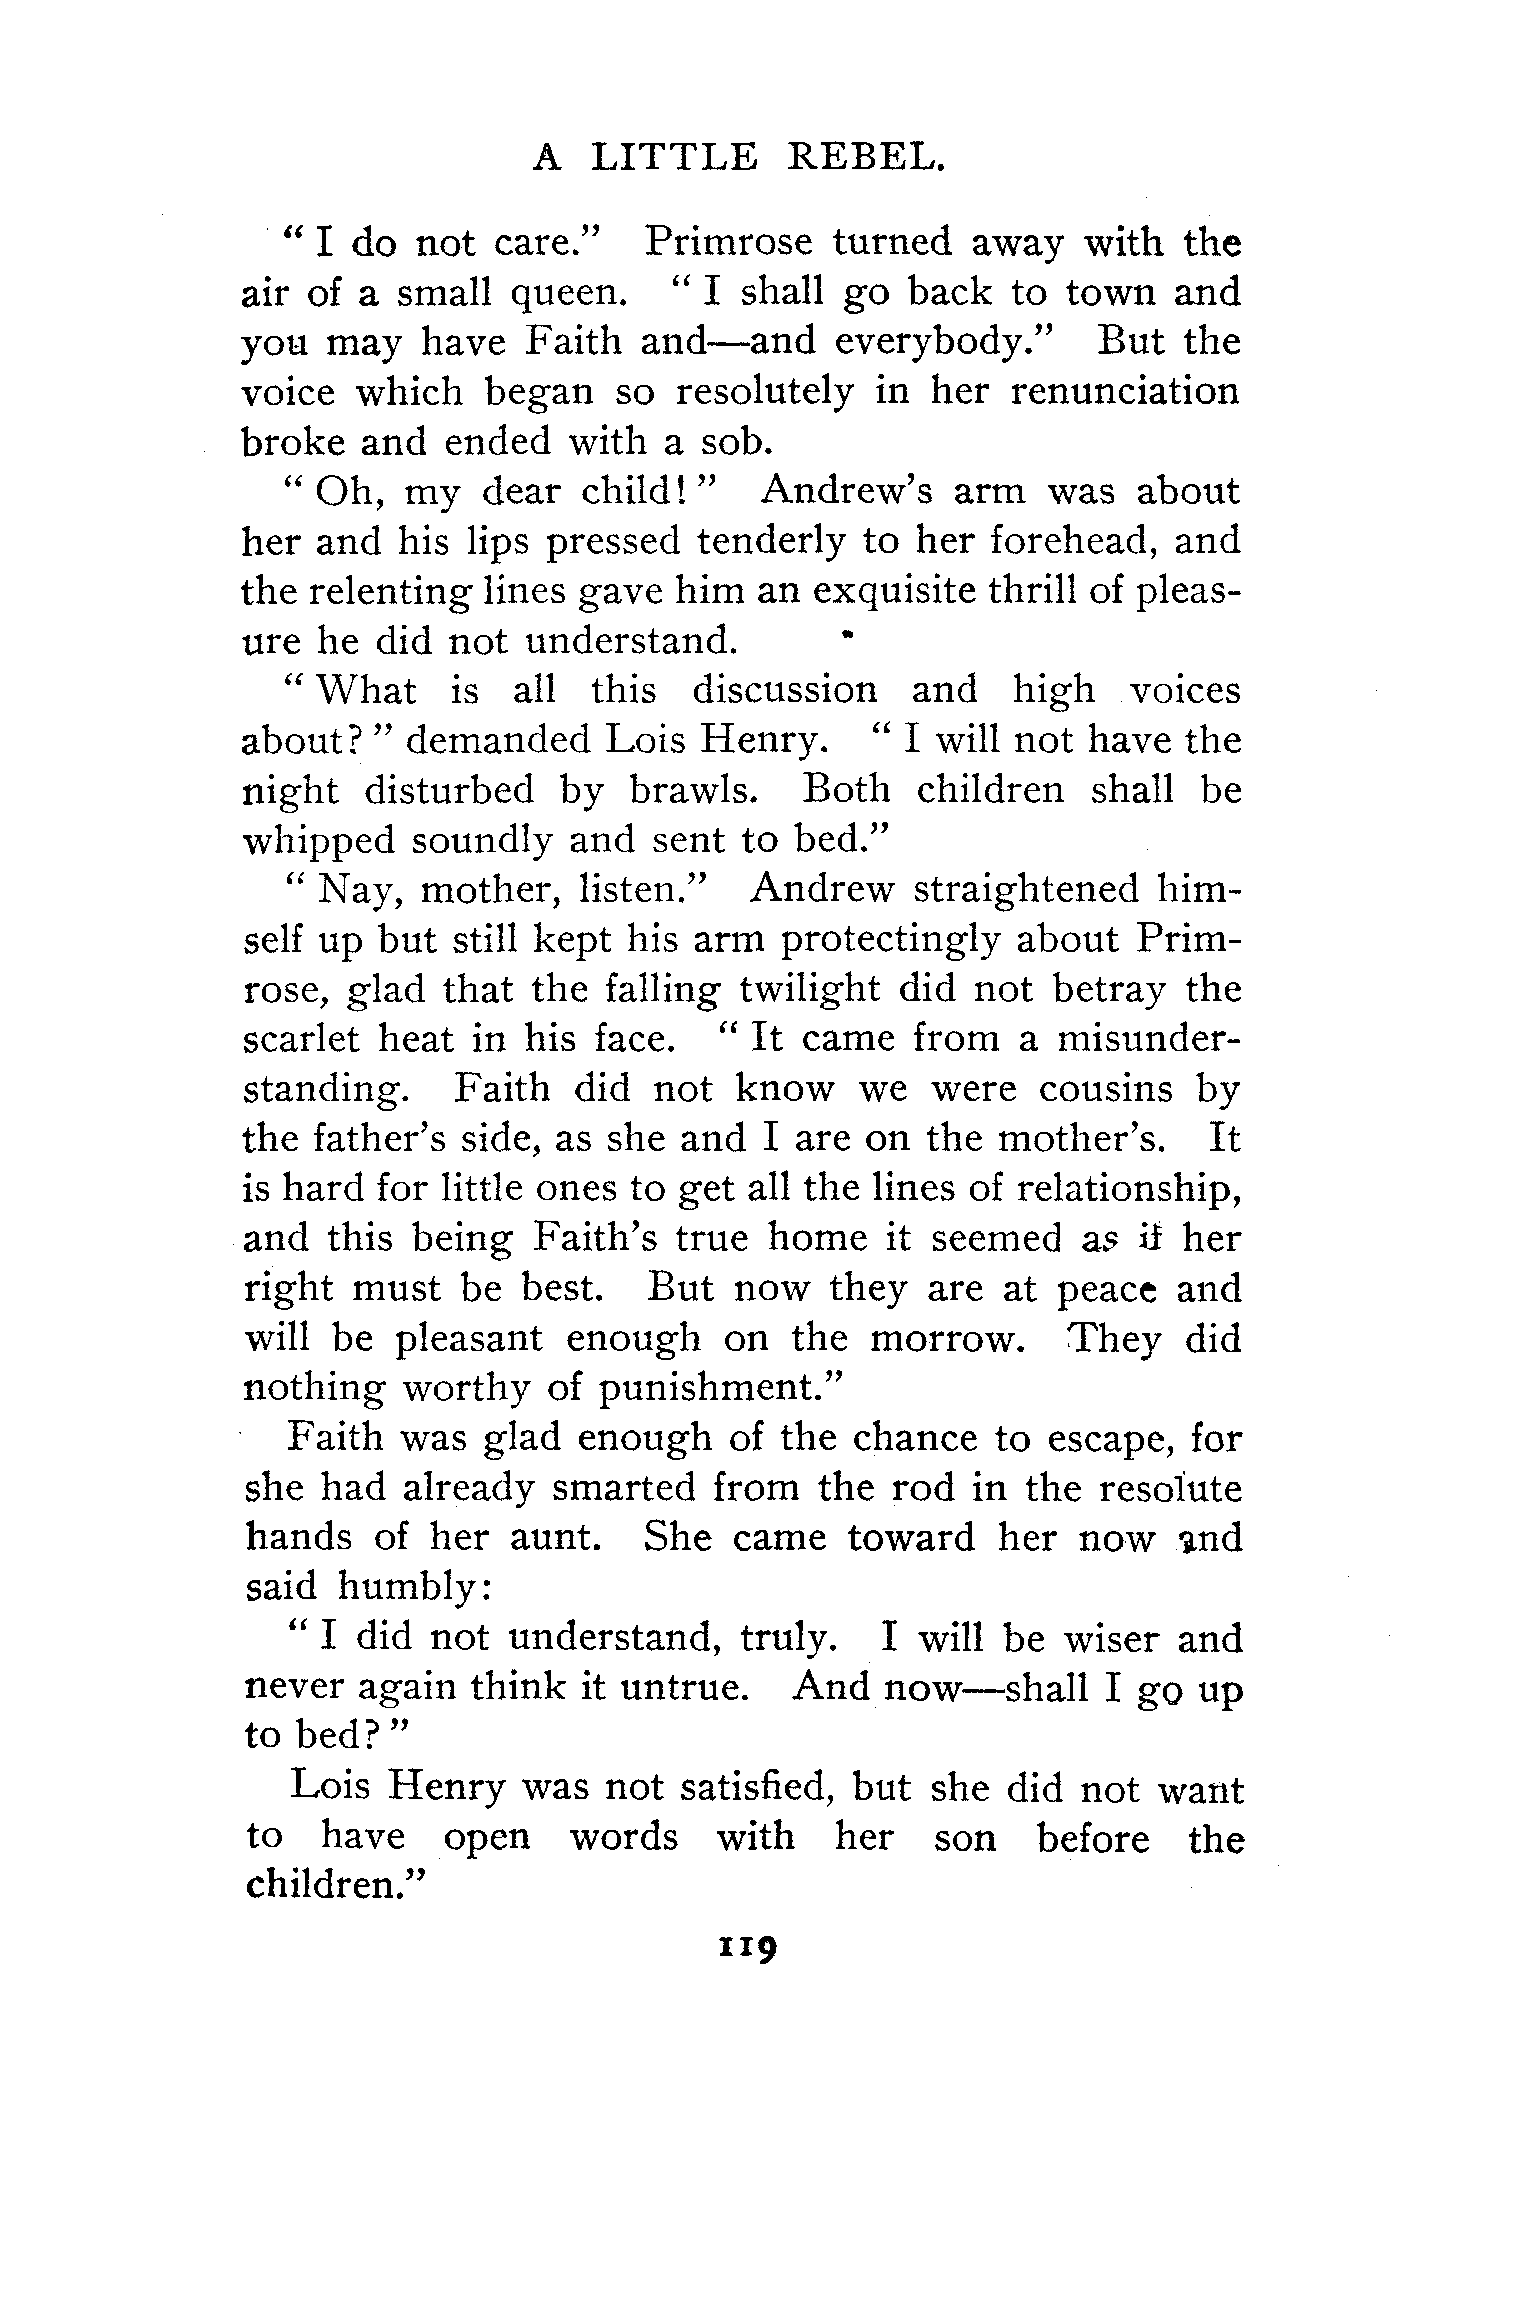 A LITTLE REBEL.
“ I do not care.” Primrose turned away with the
air of a small queen. “ I shall go back to town and
you may have Faith and—and everybody.” But the
voice which began so resolutely in her renunciation
broke and ended with a sob.
“ Oh, my dear child! ” Andrew’s arm was about
her and his lips pressed tenderly to her forehead, and
the relenting lines gave him an exquisite thrill of pleas-
ure he did not understand.
“ What is all this discussion and high voices
about? ” demanded Lois Henry. “ I will not have the
night disturbed by brawls. Both children shall be
whipped soundly and sent to bed.”
“ Nay, mother, listen.” Andrew straightened him-
self up but still kept his arm protectingly about Prim-
rose, glad that the falling twilight did not betray the
scarlet heat in his face. “ It came from a misunder-
standing. Faith did not know we were cousins by
the father’s side, as she and I are on the mother’s. It
is hard for little ones to get all the lines of relationship,
and this being Faith’s true home it seemed as if her
right must be best. But now they are at peace and
will be pleasant enough on the morrow. They did
nothing worthy of punishment.”
Faith was glad enough of the chance to escape, for
she had already smarted from the rod in the resolute
hands of her aunt. She came toward her now and
said humbly:
“ I did not understand, truly. I will be wiser and
never again think it untrue. And now—shall I go up
to bed? ”
Lois Henry was not satisfied, but she did not want
to have open words with her son before the
children.”
119